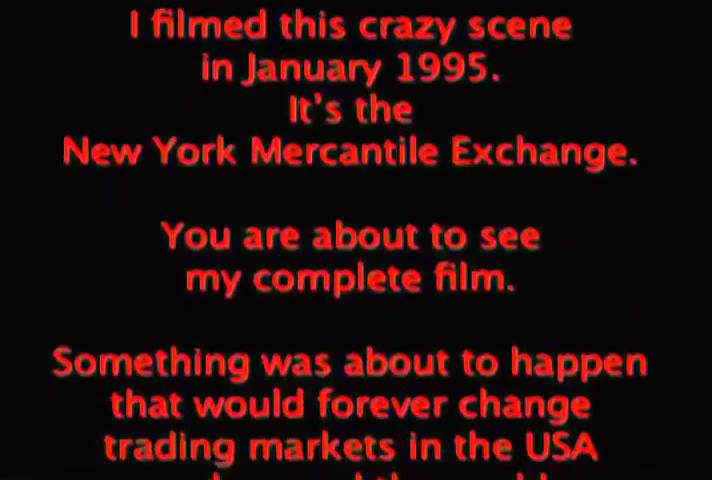 I filmed this crazy scene
in January 1995.
It's the
New York Mercantile Exchange.
You are about to see
my complete film.
Something was about to happen
that would forever change
trading markets in the USA